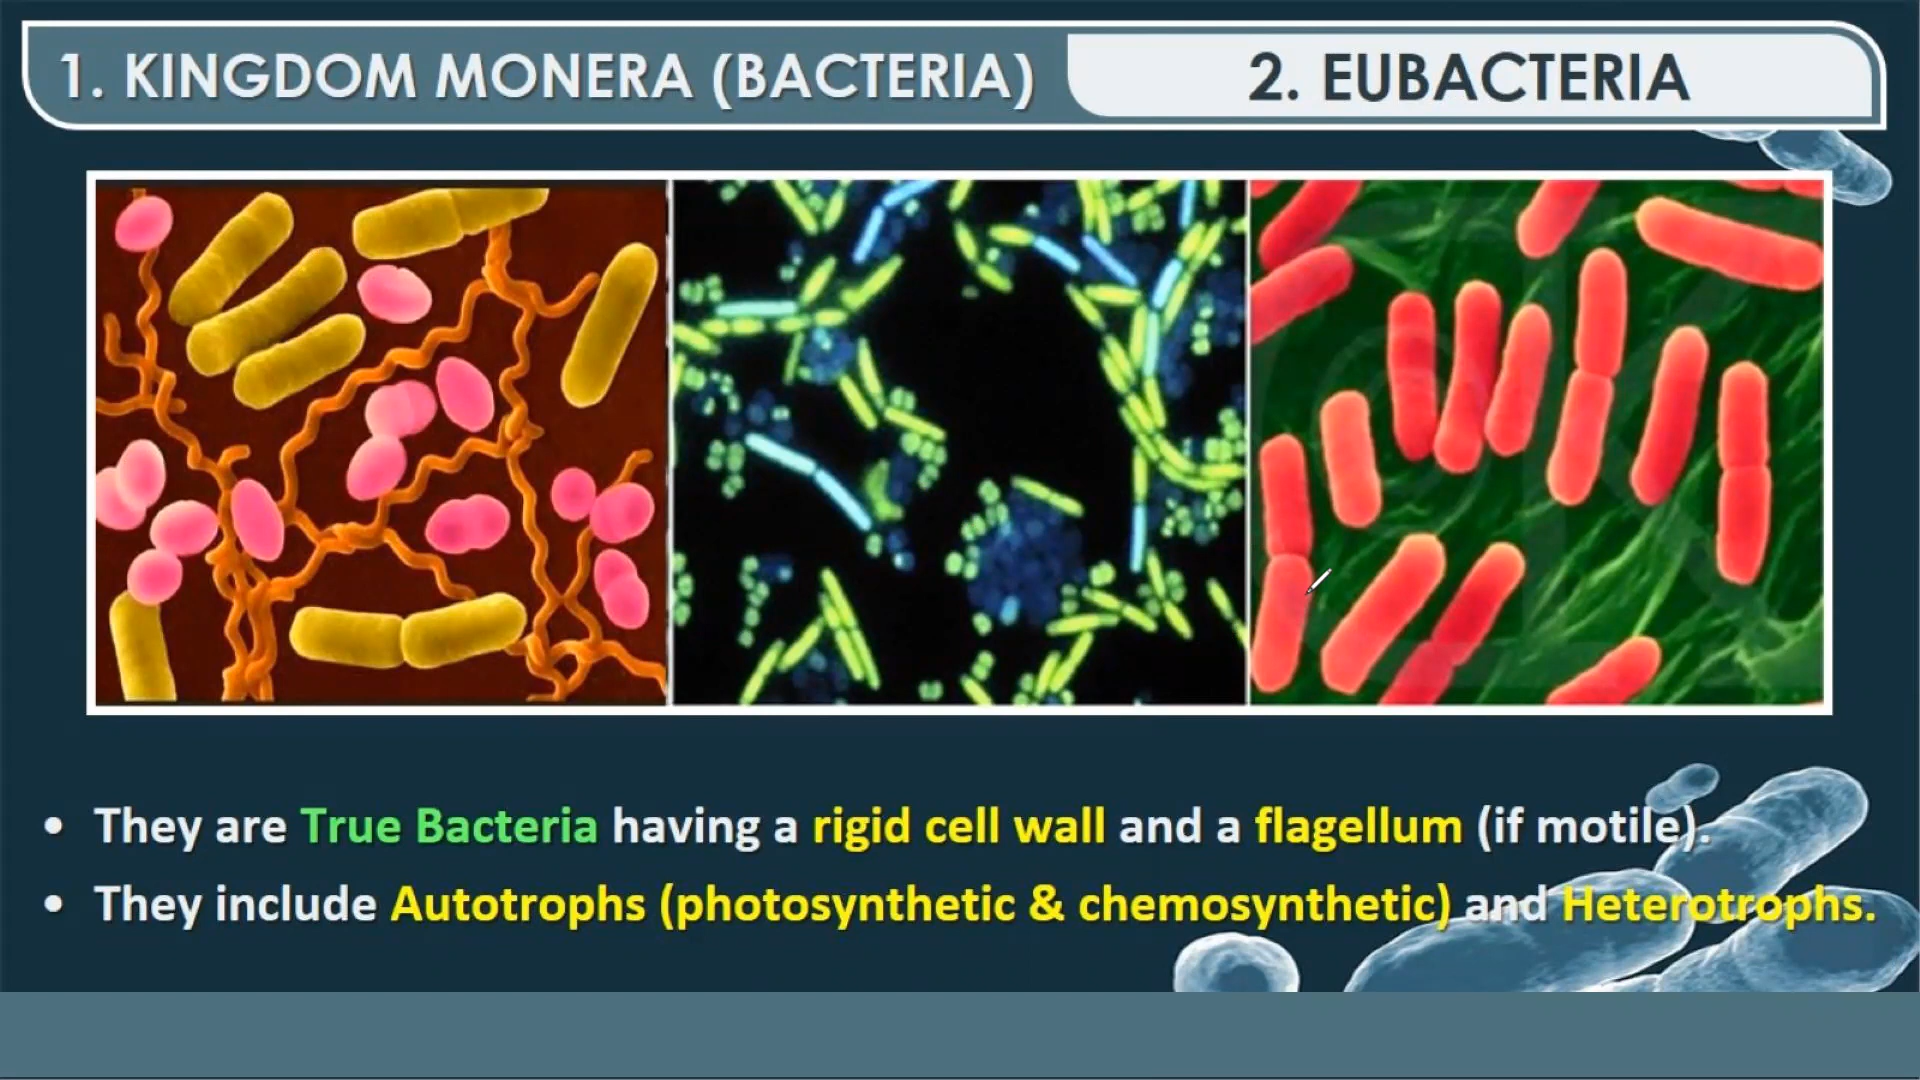 1. KINGDOM MONERA (BACTERIA)
2. EUBACTERIA
• They are True Bacteria having a rigid cell wall and a flagellum (if motile).
• They include Autotrophs (photosynthetic & chemosynthetic) and Heterotrophs.